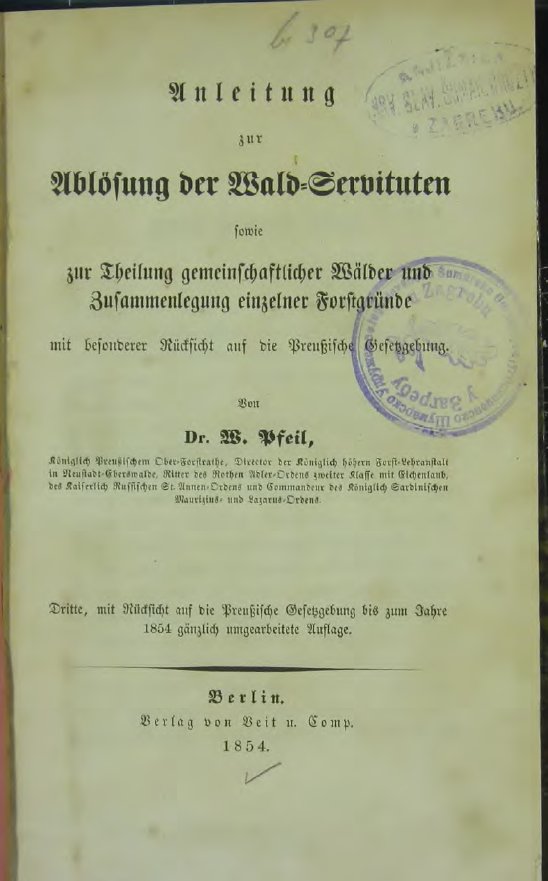 307
Anleitung
zur
Ablösung der Wald-Servituten
sowie
zur Theilung gemeinschaftlicher Wälder und
Zusammenlegung einzelner Forstgründe
mit besonderer Rücksicht auf die Preußische Gesetzgebung.
Von
Dr. W. Pfeil,
Königlich Preußischem Ober-Forstrathe, Director der Königlich höhern Forst-Lehranstalt
in Neustadt-Eberswalde, Ritter des Rothen Adler-Ordens zweiter Klasse mit Eichenlaub,
des Kaiserlich Russischen St. Annen-Ordens und Commandeur des Königlich Sardinischen
Maurizius- und Lazarus-Ordens.
Dritte, mit Rücksicht auf die Preußische Gesetzgebung bis zum Jahre
1854 gänzlich umgearbeitete Auflage.
Berlin.
Verlag von Veit u. Comp.
1854.
ZAGREBU
u Zagrebu
у Загребу